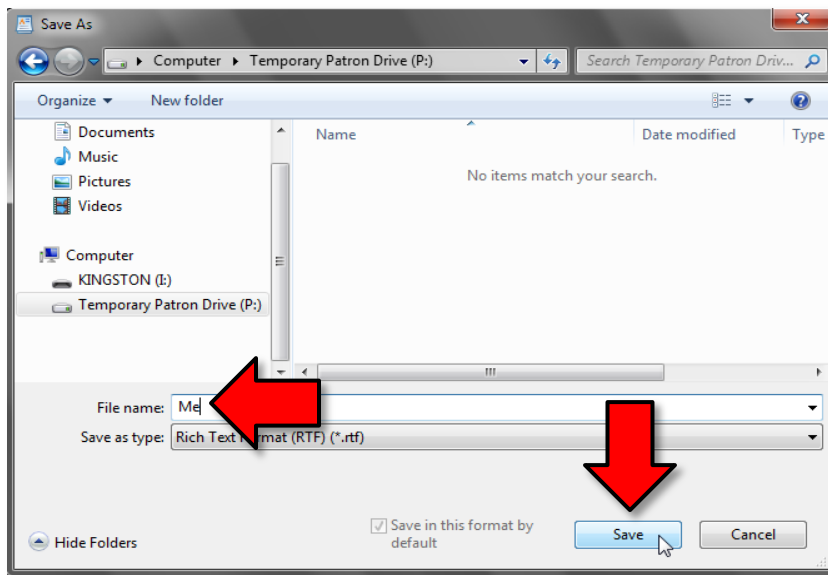 Save As
Computer Temporary Patron Drive (P:) Search Temporary Patron Driv...
Organize New folder
Documents
Music
Pictures
Videos
Computer
KINGSTON (I:)
Temporary Patron Drive (P:)
Name Date modified Type
No items match your search.
File name: Me
Save as type: Rich Text Format (RTF) (*.rtf)
Save in this format by
default
Hide Folders
Save Cancel